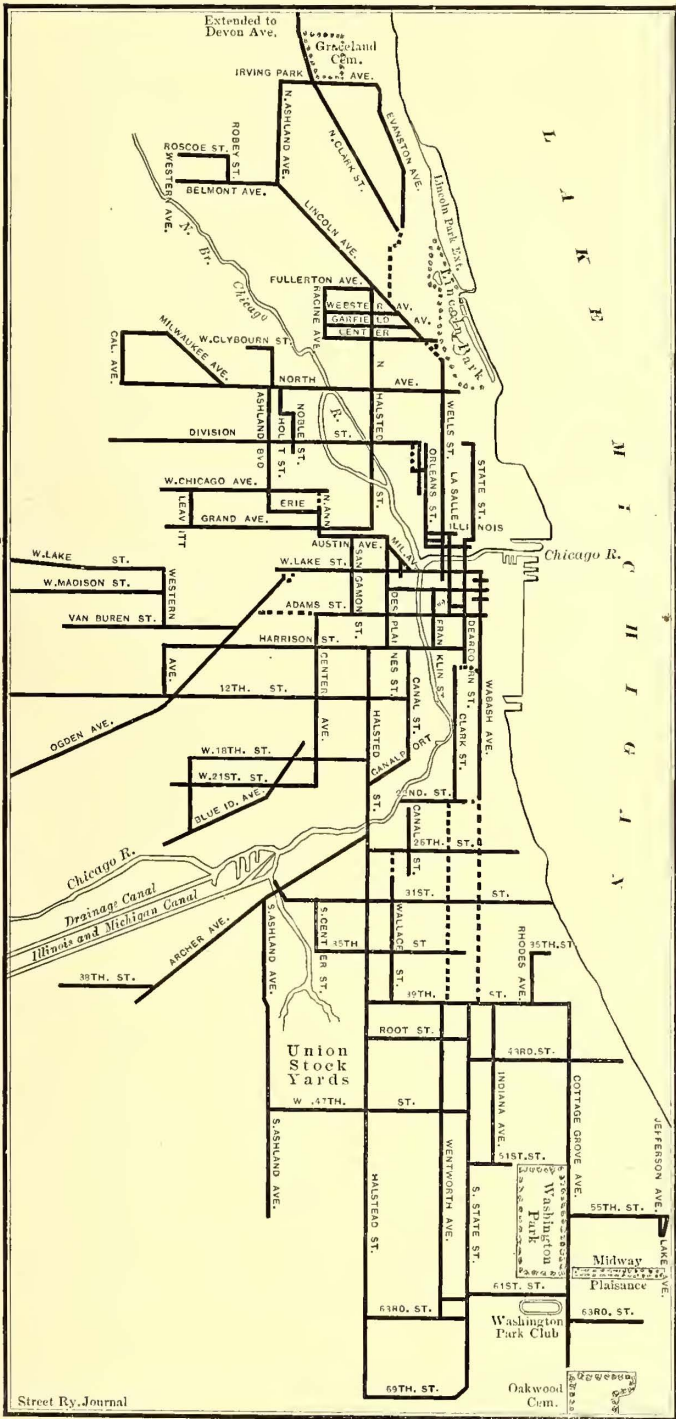 Extended to
Devon Ave.
Graceland
Cem.
IRVING PARK AVE.
N. ASHLAND AVE.
N. CLARK ST.
EVANSTON AVE.
ROBEY ST.
ROSCOE ST.
WESTERN AVE.
BELMONT AVE.
LINCOLN AVE.
Lincoln Park Ext.
Lincoln Park
LAKE MICHIGAN
N. Br. Chicago R.
FULLERTON AVE.
RACINE AVE
WEBSTER AV.
GARFIELD AV.
CENTER
CAL. AVE.
MILWAUKEE AVE.
W. CLYBOURN ST.
NORTH AVE.
N HALSTED ST.
WELLS ST.
ASHLAND BVD
HOLT ST.
NOBLE ST.
DIVISION ST.
ORLEANS ST.
LA SALLE
STATE ST.
W. CHICAGO AVE.
LEAVITT
ERIE
N. ANN
GRAND AVE.
ILLINOIS
AUSTIN AVE.
MIL. AV.
Chicago R.
W. LAKE ST.
W. LAKE ST.
SANGAMON ST.
W. MADISON ST.
WESTERN AVE.
VAN BUREN ST.
ADAMS ST.
DES PLAINES ST.
FRANKLIN ST.
DEARBORN ST.
HARRISON ST.
CENTER AVE.
12TH. ST.
OGDEN AVE.
HALSTED ST.
CANAL ST.
CANALPORT
CLARK ST.
WABASH AVE.
W. 18TH. ST.
W. 21ST. ST.
BLUE ID. AVE.
22ND. ST.
CANAL ST.
26TH. ST.
Chicago R.
Drainage Canal
Illinois and Michigan Canal
ARCHER AVE.
31ST. ST.
S. ASHLAND AVE.
S. CENTER ST.
35TH ST
WALLACE ST.
RHODES AVE.
35TH. ST
38TH. ST.
39TH. ST.
ROOT ST.
43RD. ST.
Union
Stock
Yards
INDIANA AVE.
COTTAGE GROVE AVE.
W. 47TH. ST.
S. ASHLAND AVE.
HALSTEAD ST.
WENTWORTH AVE.
S. STATE ST.
51ST. ST.
Washington
Park
JEFFERSON AVE.
55TH. ST.
LAKE AVE.
Midway
Plaisance
61ST. ST.
63RD. ST.
Washington
Park Club
63RD. ST.
69TH. ST.
Oakwood
Cem.
Street Ry. Journal